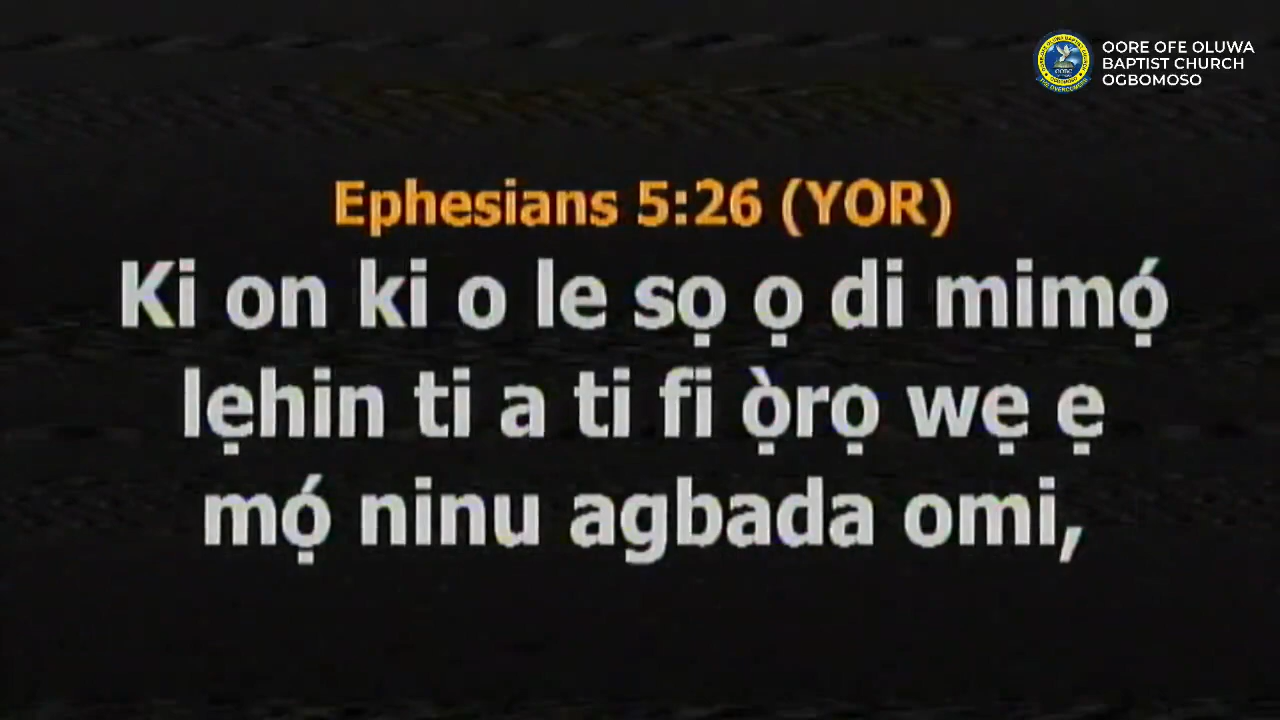 OORE OFE OLUWA
BAPTIST CHURCH
OGBOMOSO
Ephesians 5:26 (YOR)
Ki on ki o le sọ ọ di mimọ́
lẹhin ti a ti fi ọ̀rọ wẹ ẹ
mọ́ ninu agbada omi,